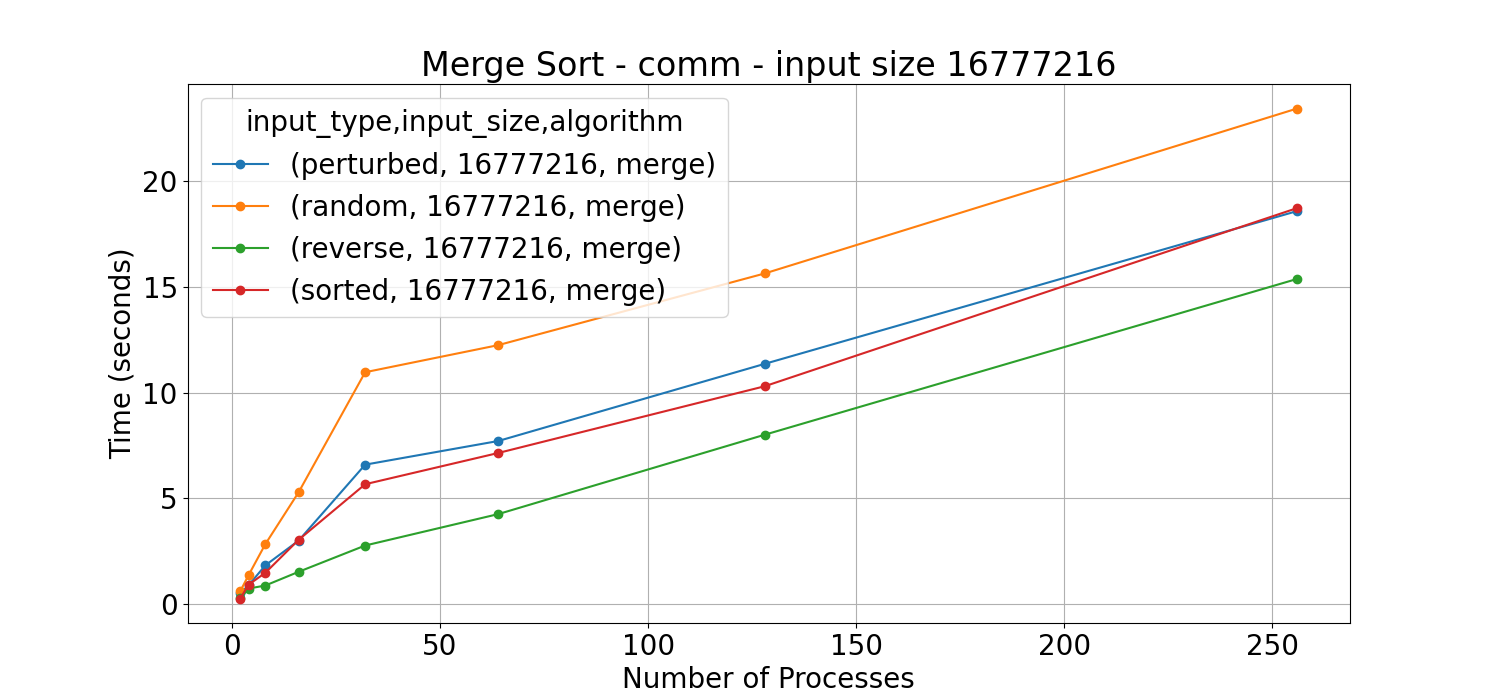 Merge Sort - comm - input size 16777216
input_type,input_size,algorithm
(perturbed, 16777216, merge)
(random, 16777216, merge)
(reverse, 16777216, merge)
(sorted, 16777216, merge)
Time (seconds)
20
15
10
5
0
0 50 100 150 200 250
Number of Processes